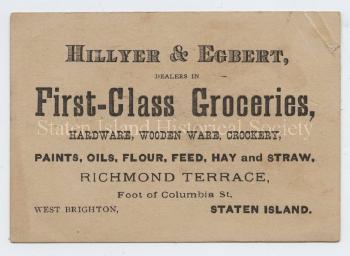 HILLYER & EGBERT,
DEALERS IN
First-Class Groceries,
Staten Island Historical Society
HARDWARE, WOODEN WARE, CROCKERY,
PAINTS, OILS, FLOUR, FEED, HAY and STRAW,
RICHMOND TERRACE,
Foot of Columbia St.
WEST BRIGHTON, STATEN ISLAND.